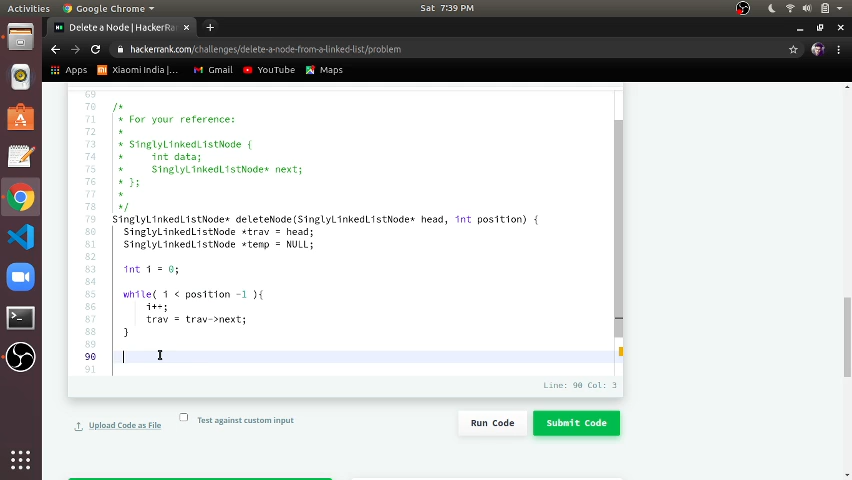 Activities
Google Chrome
Sat 7:39 PM
Delete a Node | HackerRan
hackerrank.com/challenges/delete-a-node-from-a-linked-list/problem
Apps
Xiaomi India |...
Gmail
YouTube
Maps
69
70 /*
71 * For your reference:
72 *
73 * SinglyLinkedListNode {
74 *     int data;
75 *     SinglyLinkedListNode* next;
76 * };
77 *
78 */
79 SinglyLinkedListNode* deleteNode(SinglyLinkedListNode* head, int position) {
80 SinglyLinkedListNode *trav = head;
81 SinglyLinkedListNode *temp = NULL;
82
83 int i = 0;
84
85 while( i < position -1 ){
86 i++;
87 trav = trav->next;
88 }
89
90
91
Line: 90 Col: 3
Upload Code as File
Test against custom input
Run Code
Submit Code